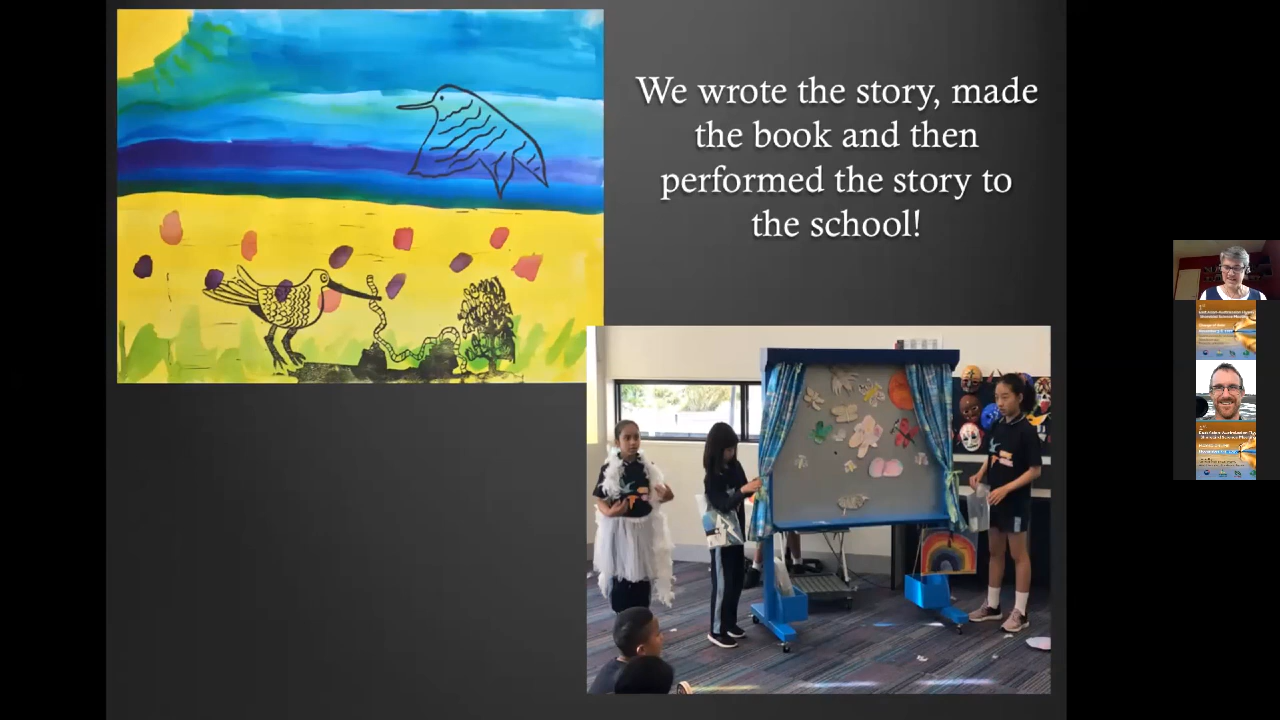 We wrote the story, made
the book and then
performed the story to
the school!